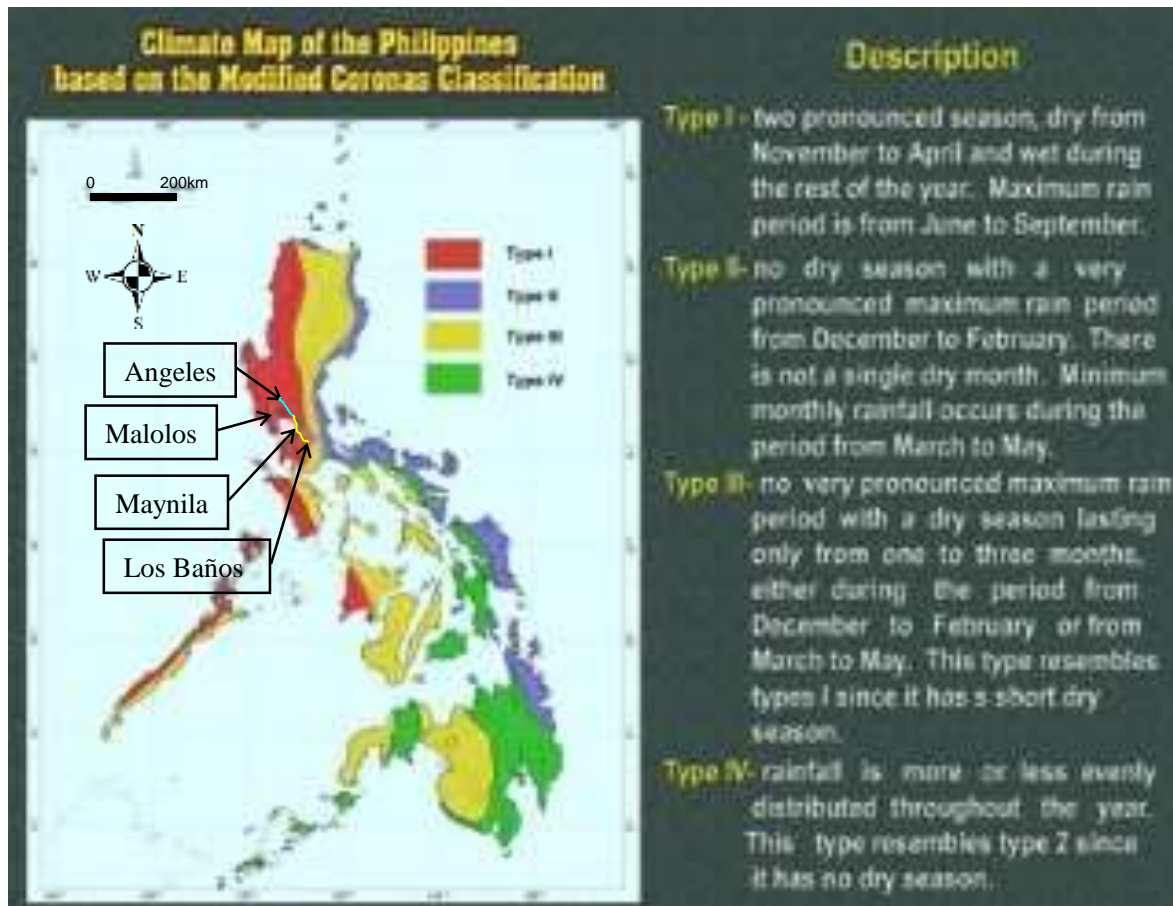 Climate Map of the Philippines
based on the Modified Coronas Classification
0 200km
N
W E
S
Type I
Type II
Type III
Type IV
Angeles
Malolos
Maynila
Los Baños
Description
Type I - two pronounced season, dry from
November to April and wet during
the rest of the year. Maximum rain
period is from June to September.
Type II- no dry season with a very
pronounced maximum rain period
from December to February. There
is not a single dry month. Minimum
monthly rainfall occurs during the
period from March to May.
Type III- no very pronounced maximum rain
period with a dry season lasting
only from one to three months,
either during the period from
December to February or from
March to May. This type resembles
types I since it has s short dry
season.
Type IV- rainfall is more or less evenly
distributed throughout the year.
This type resembles type 2 since
it has no dry season.